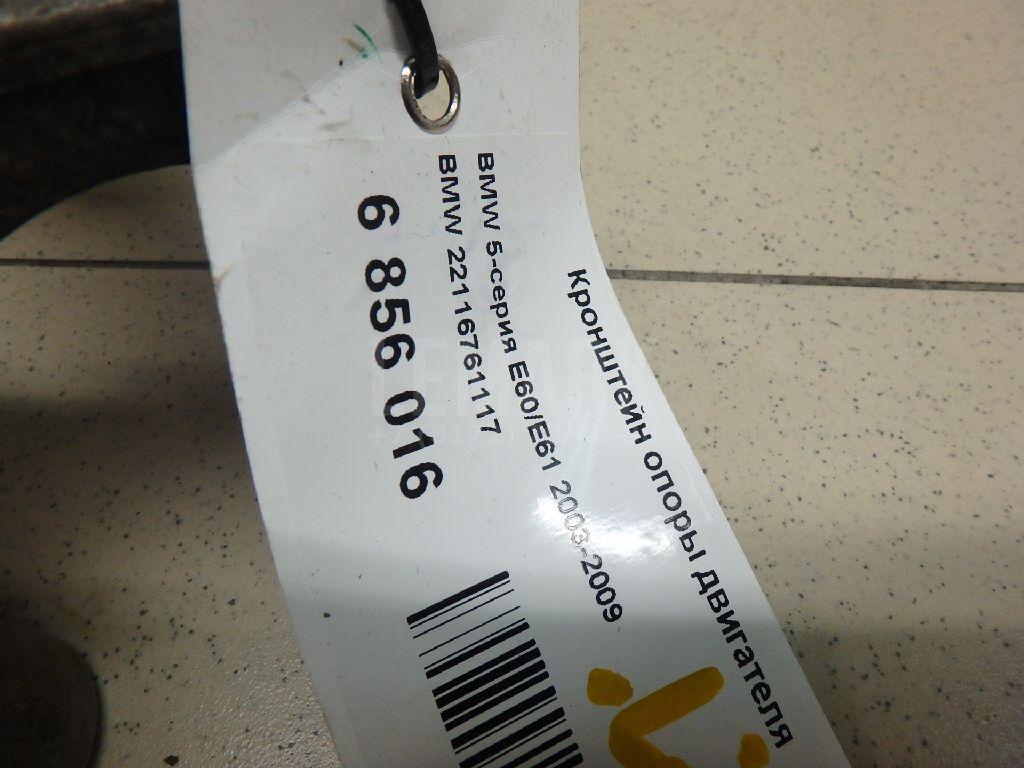 Кронштейн опоры двигателя
BMW 5-серия E60/E61 2003-2009
BMW 22116761117
6 856 016